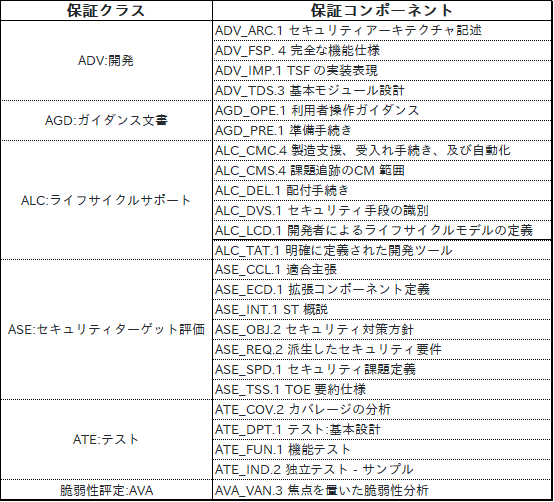 保証クラス 保証コンポーネント
ADV:開発
ADV_ARC.1 セキュリティアーキテクチャ記述
ADV_FSP. 4 完全な機能仕様
ADV_IMP.1 TSF の実装表現
ADV_TDS.3 基本モジュール設計
AGD:ガイダンス文書
AGD_OPE.1 利用者操作ガイダンス
AGD_PRE.1 準備手続き
ALC:ライフサイクルサポート
ALC_CMC.4 製造支援、受入れ手続き、及び自動化
ALC_CMS.4 課題追跡のCM 範囲
ALC_DEL.1 配付手続き
ALC_DVS.1 セキュリティ手段の識別
ALC_LCD.1 開発者によるライフサイクルモデルの定義
ALC_TAT.1 明確に定義された開発ツール
ASE:セキュリティターゲット評価
ASE_CCL.1 適合主張
ASE_ECD.1 拡張コンポーネント定義
ASE_INT.1 ST 概説
ASE_OBJ.2 セキュリティ対策方針
ASE_REQ.2 派生したセキュリティ要件
ASE_SPD.1 セキュリティ課題定義
ASE_TSS.1 TOE 要約仕様
ATE:テスト
ATE_COV.2 カバレージの分析
ATE_DPT.1 テスト:基本設計
ATE_FUN.1 機能テスト
ATE_IND.2 独立テスト - サンプル
脆弱性評定:AVA
AVA_VAN.3 焦点を置いた脆弱性分析